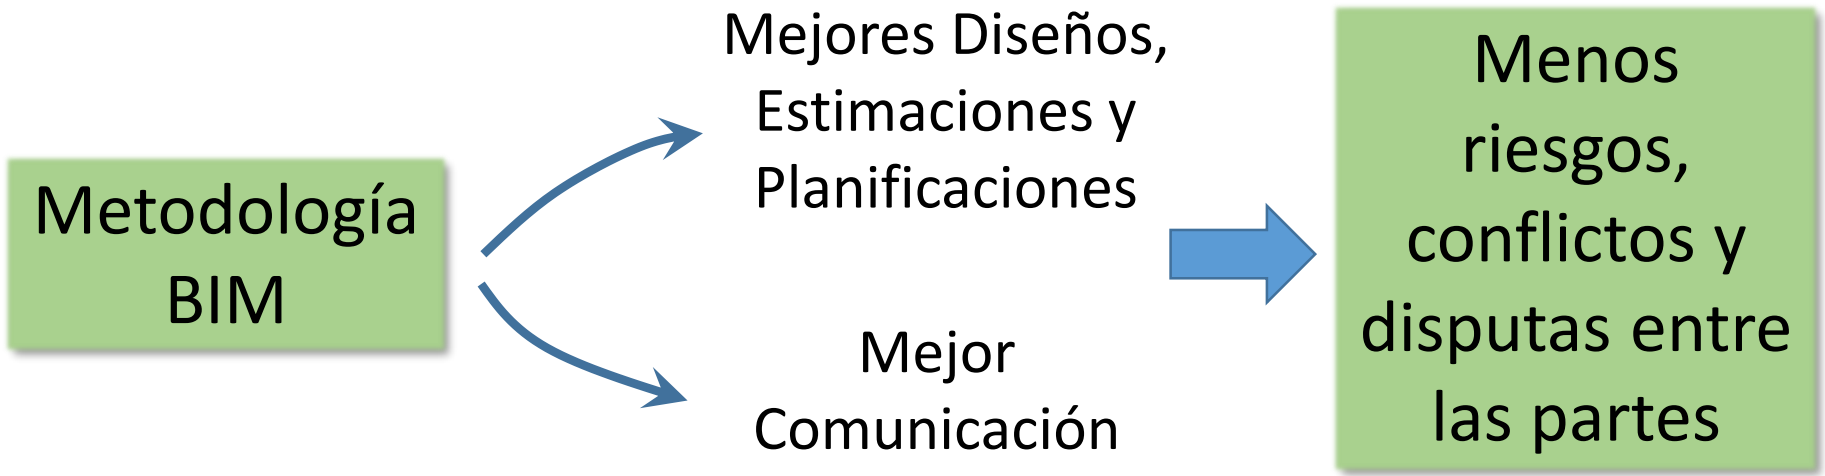 Metodología
BIM
Mejores Diseños,
Estimaciones y
Planificaciones
Mejor
Comunicación
Menos
riesgos,
conflictos y
disputas entre
las partes